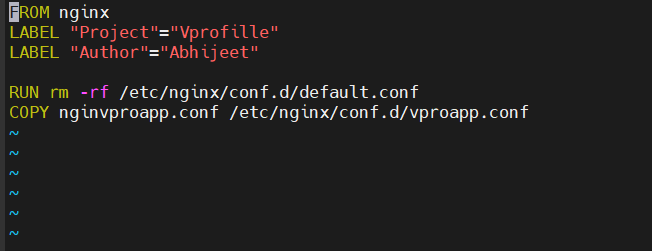 FROM nginx
LABEL "Project"="Vprofille"
LABEL "Author"="Abhijeet"
RUN rm -rf /etc/nginx/conf.d/default.conf
COPY nginvproapp.conf /etc/nginx/conf.d/vproapp.conf
~
~
~
~
~
~